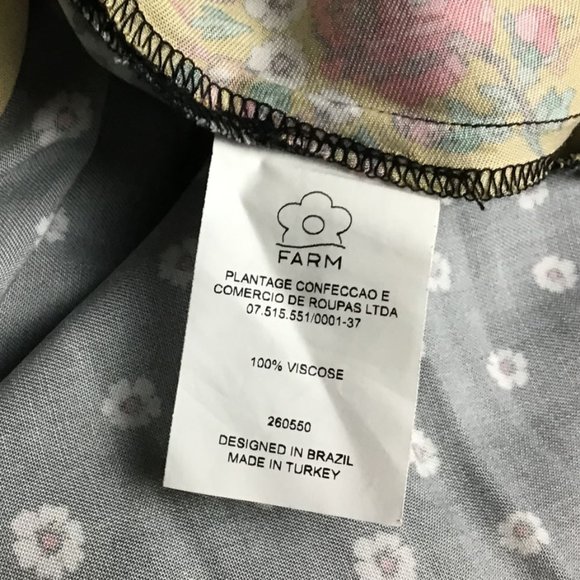 FARM
PLANTAGE CONFECCAO E
COMERCIO DE ROUPAS LTDA
07.515.551/0001-37
100% VISCOSE
260550
DESIGNED IN BRAZIL
MADE IN TURKEY